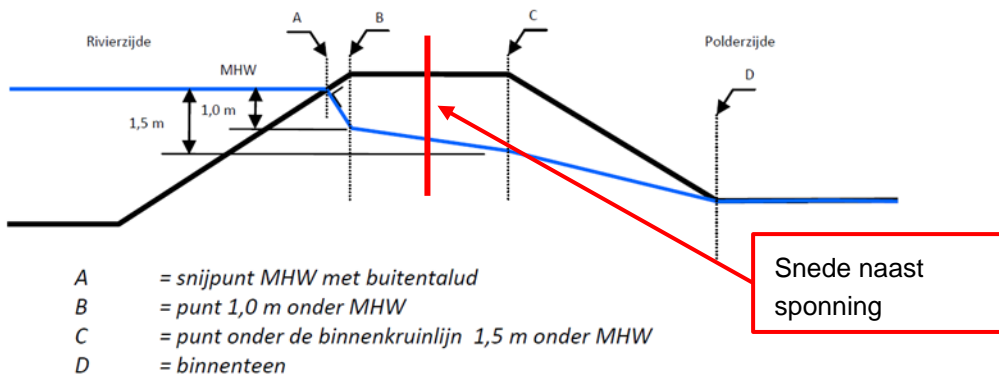 A
B
C
Rivierzijde
Polderzijde
MHW
D
1,0 m
1,5 m
Snede naast
sponning
A = snijpunt MHW met buitentalud
B = punt 1,0 m onder MHW
C = punt onder de binnenkruinlijn 1,5 m onder MHW
D = binnenteen